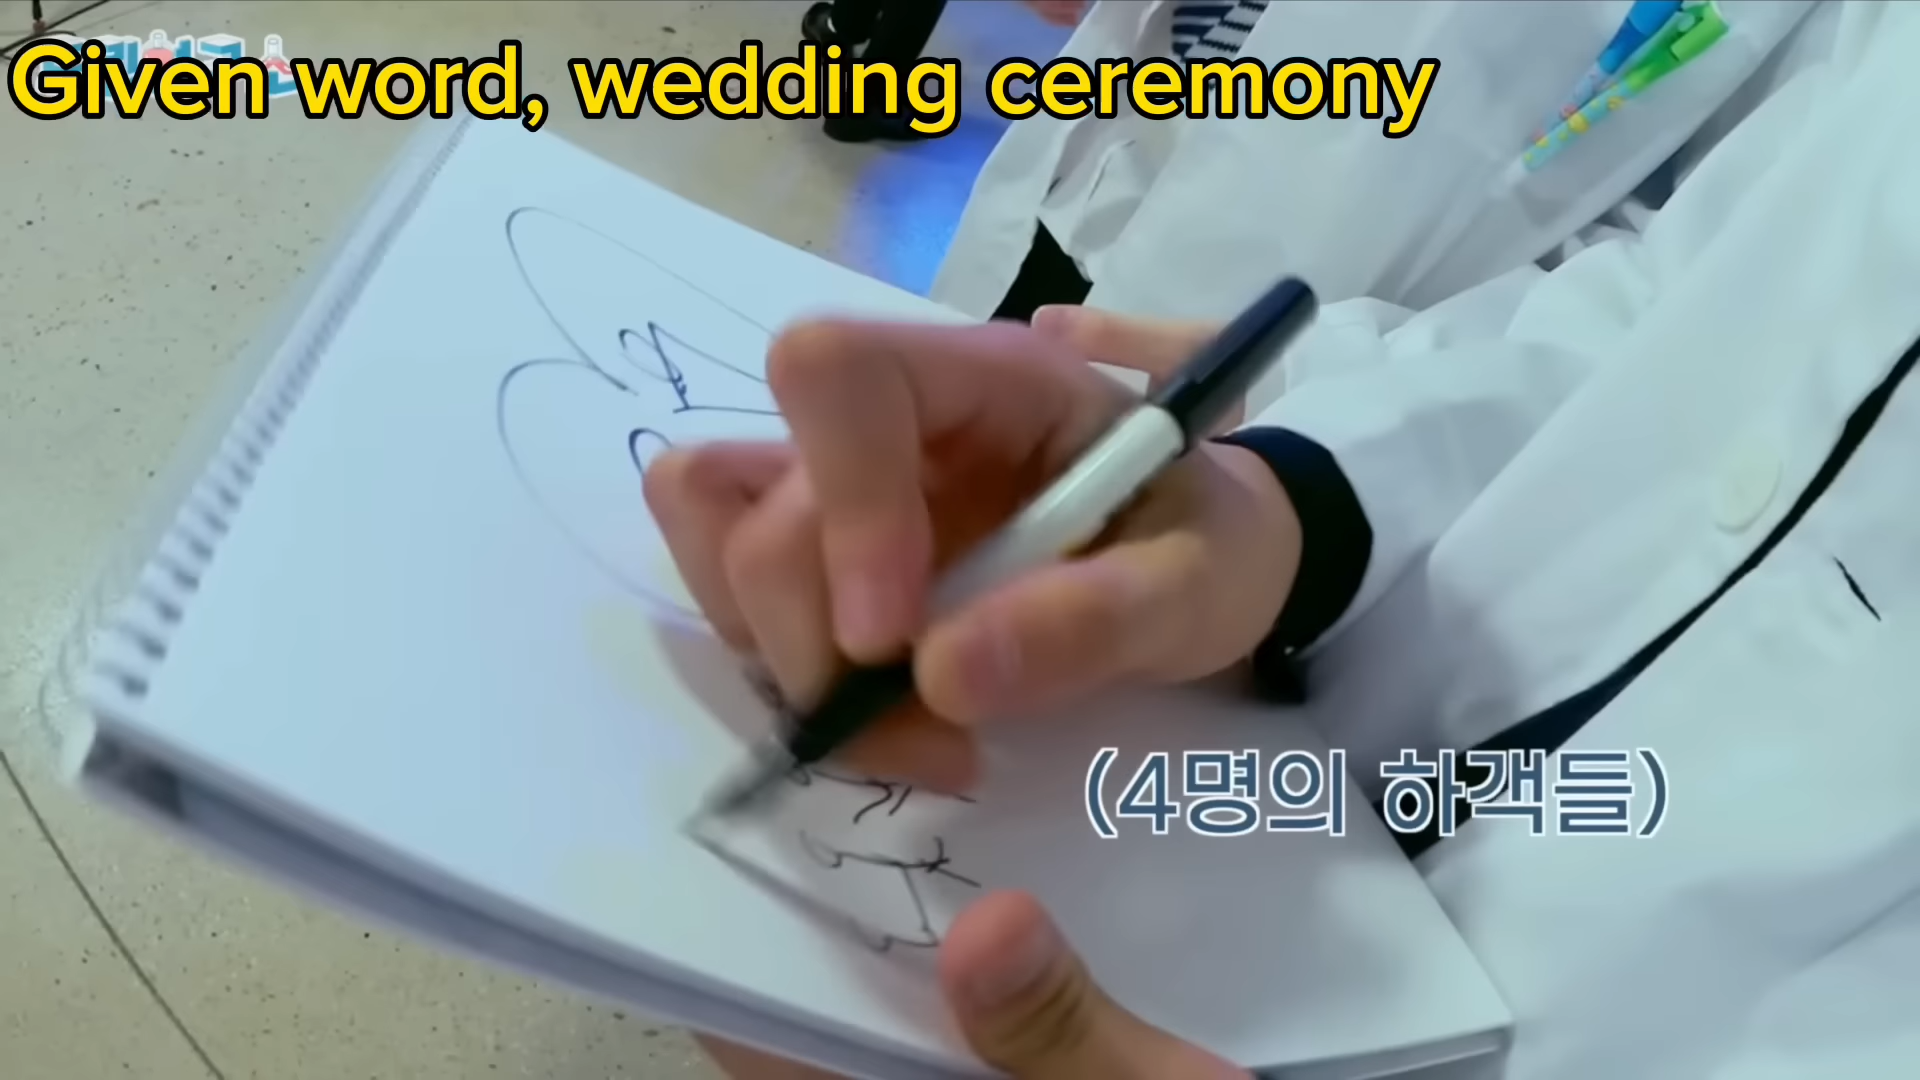 Given word, wedding ceremony
(4명의 하객들)